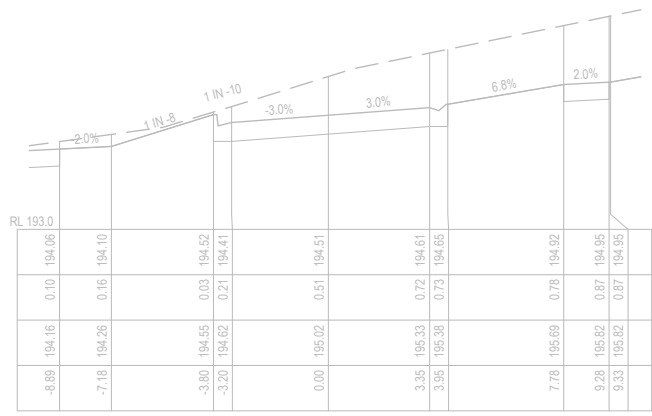 2.0%
1 IN -8
1 IN -10
-3.0%
3.0%
6.8%
2.0%
RL 193.0
194.06 194.10 194.52 194.41 194.51 194.61 194.65 194.92 194.95 194.95
0.10 0.16 0.03 0.21 0.51 0.72 0.73 0.78 0.87 0.87
194.16 194.26 194.55 194.62 195.02 195.33 195.38 195.69 195.82 195.82
-8.89 -7.18 -3.80 -3.20 0.00 3.35 3.95 7.78 9.28 9.33